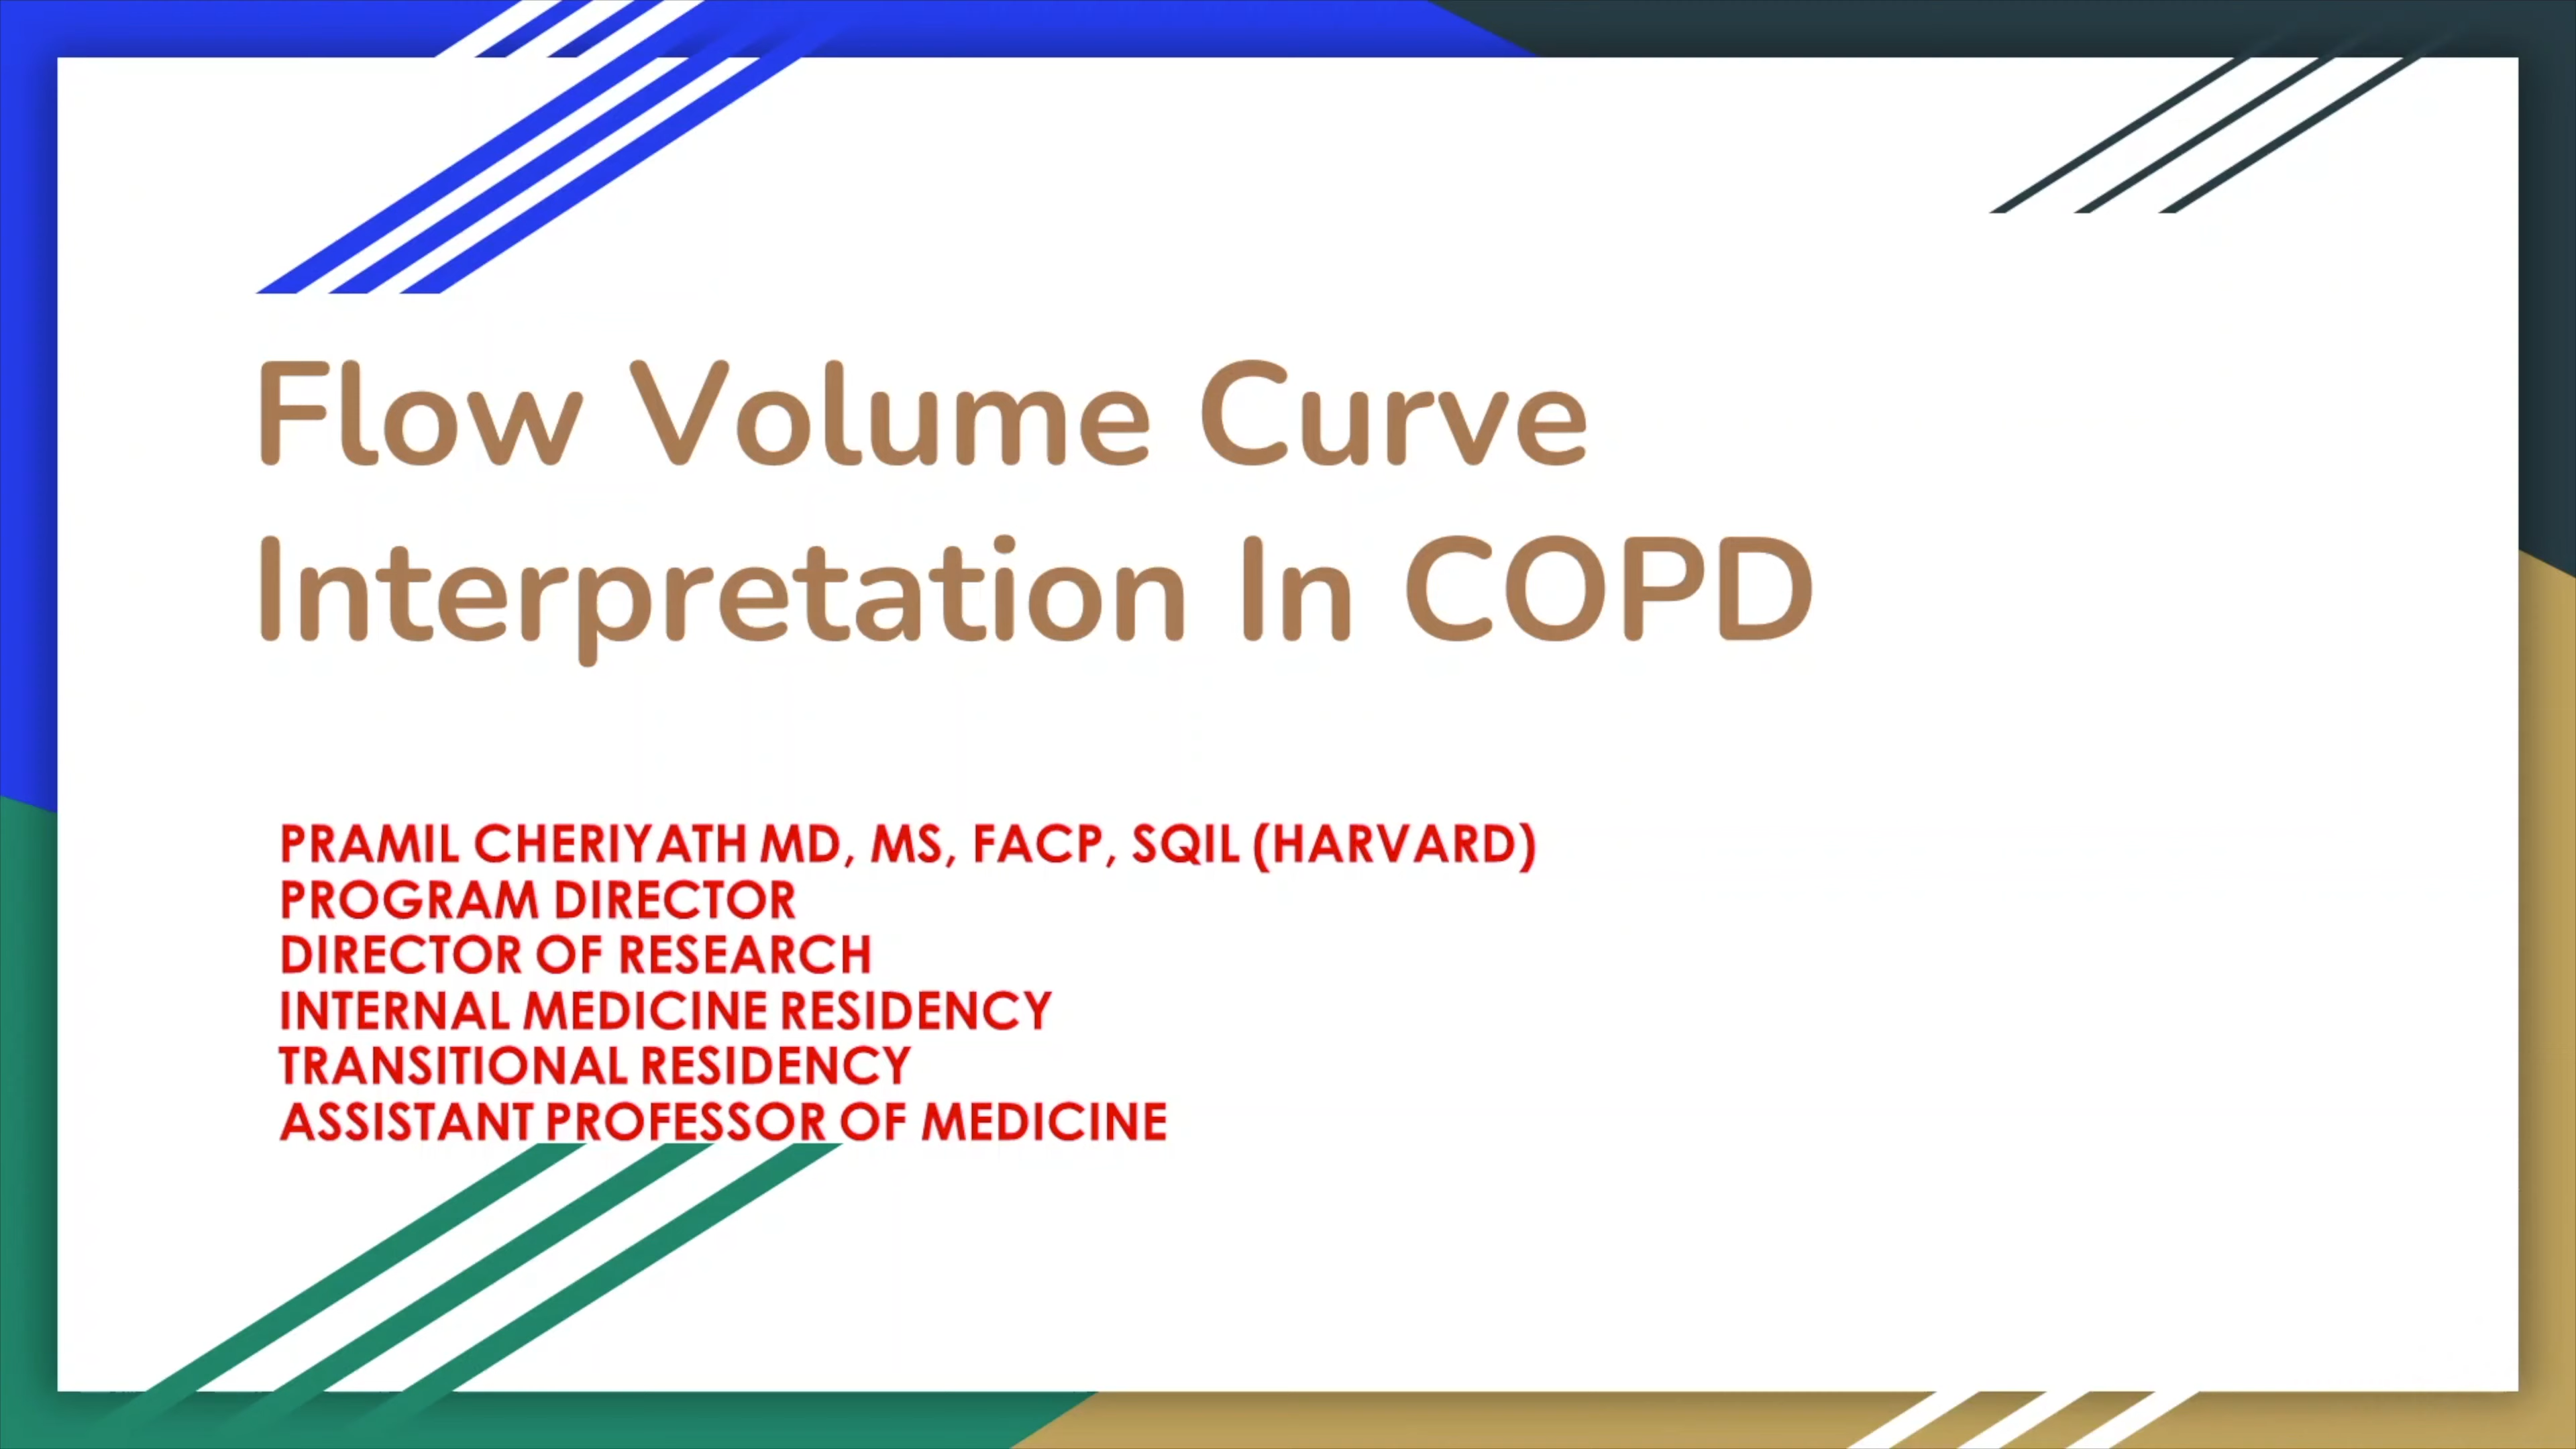 Flow Volume Curve
Interpretation In COPD
PRAMIL CHERIYATH MD, MS, FACP, SQIL (HARVARD)
PROGRAM DIRECTOR
DIRECTOR OF RESEARCH
INTERNAL MEDICINE RESIDENCY
TRANSITIONAL RESIDENCY
ASSISTANT PROFESSOR OF MEDICINE